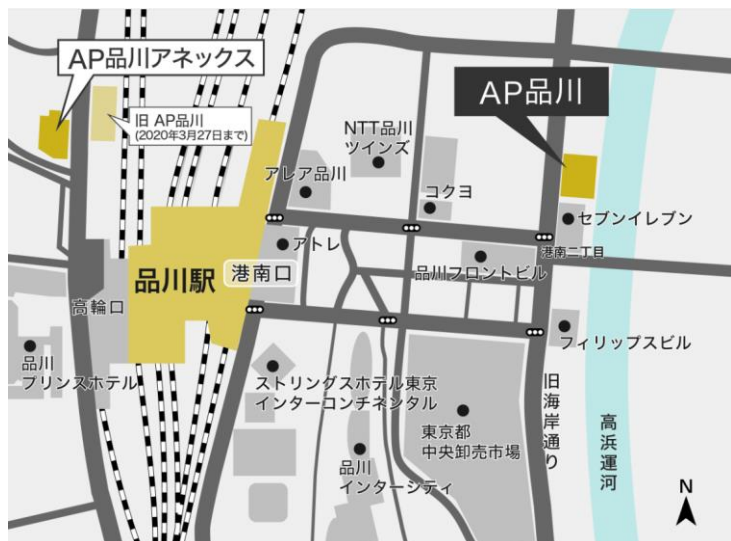 AP品川アネックス
旧 AP品川
(2020年3月27日まで)
AP品川
NTT品川
ツインズ
アレア品川
コクヨ
セブンイレブン
港南二丁目
アトレ
品川フロントビル
品川駅
港南口
高輪口
フィリップスビル
品川
プリンスホテル
ストリングスホテル東京
インターコンチネンタル
東京都
中央卸売市場
品川
インターシティ
旧海岸通り
高浜運河
N